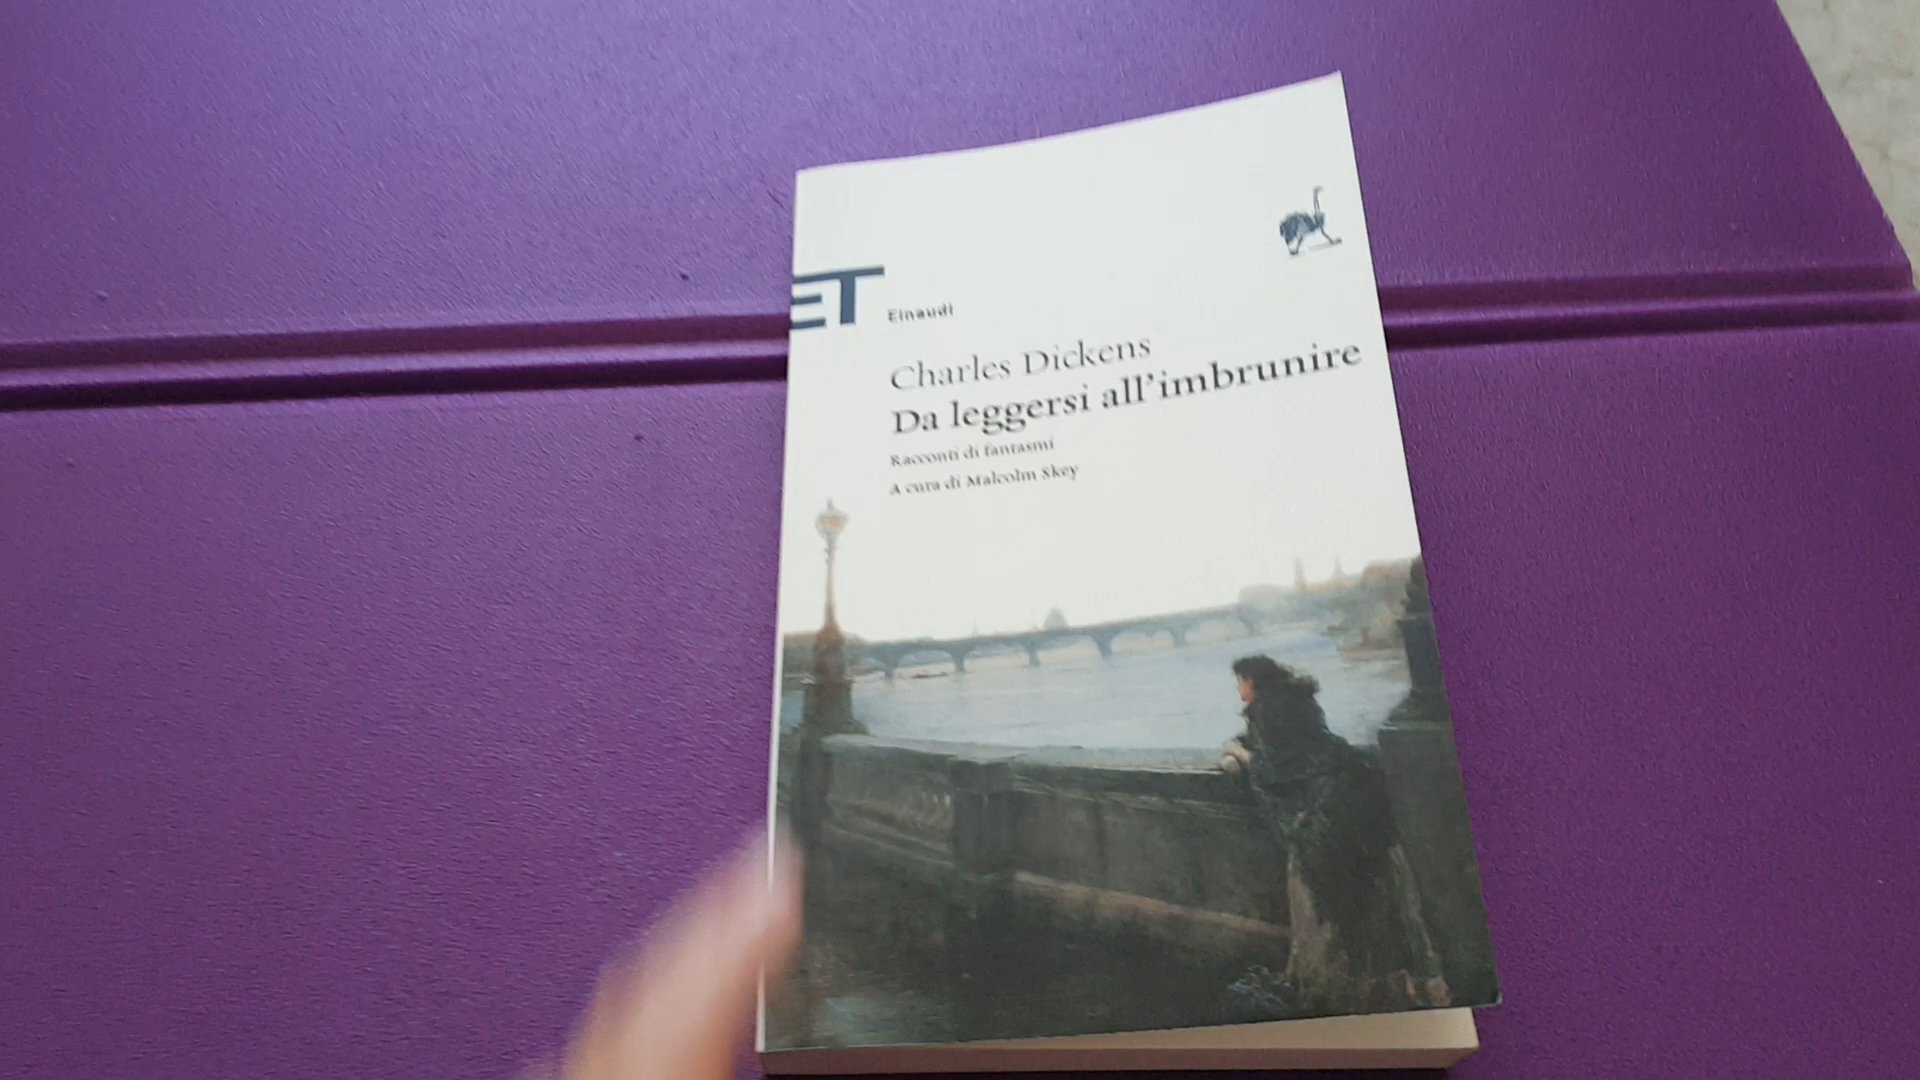 ET
Einaudi
Charles Dickens
Da leggersi all'imbrunire
Racconti di fantasmi
A cura di Malcolm Skey